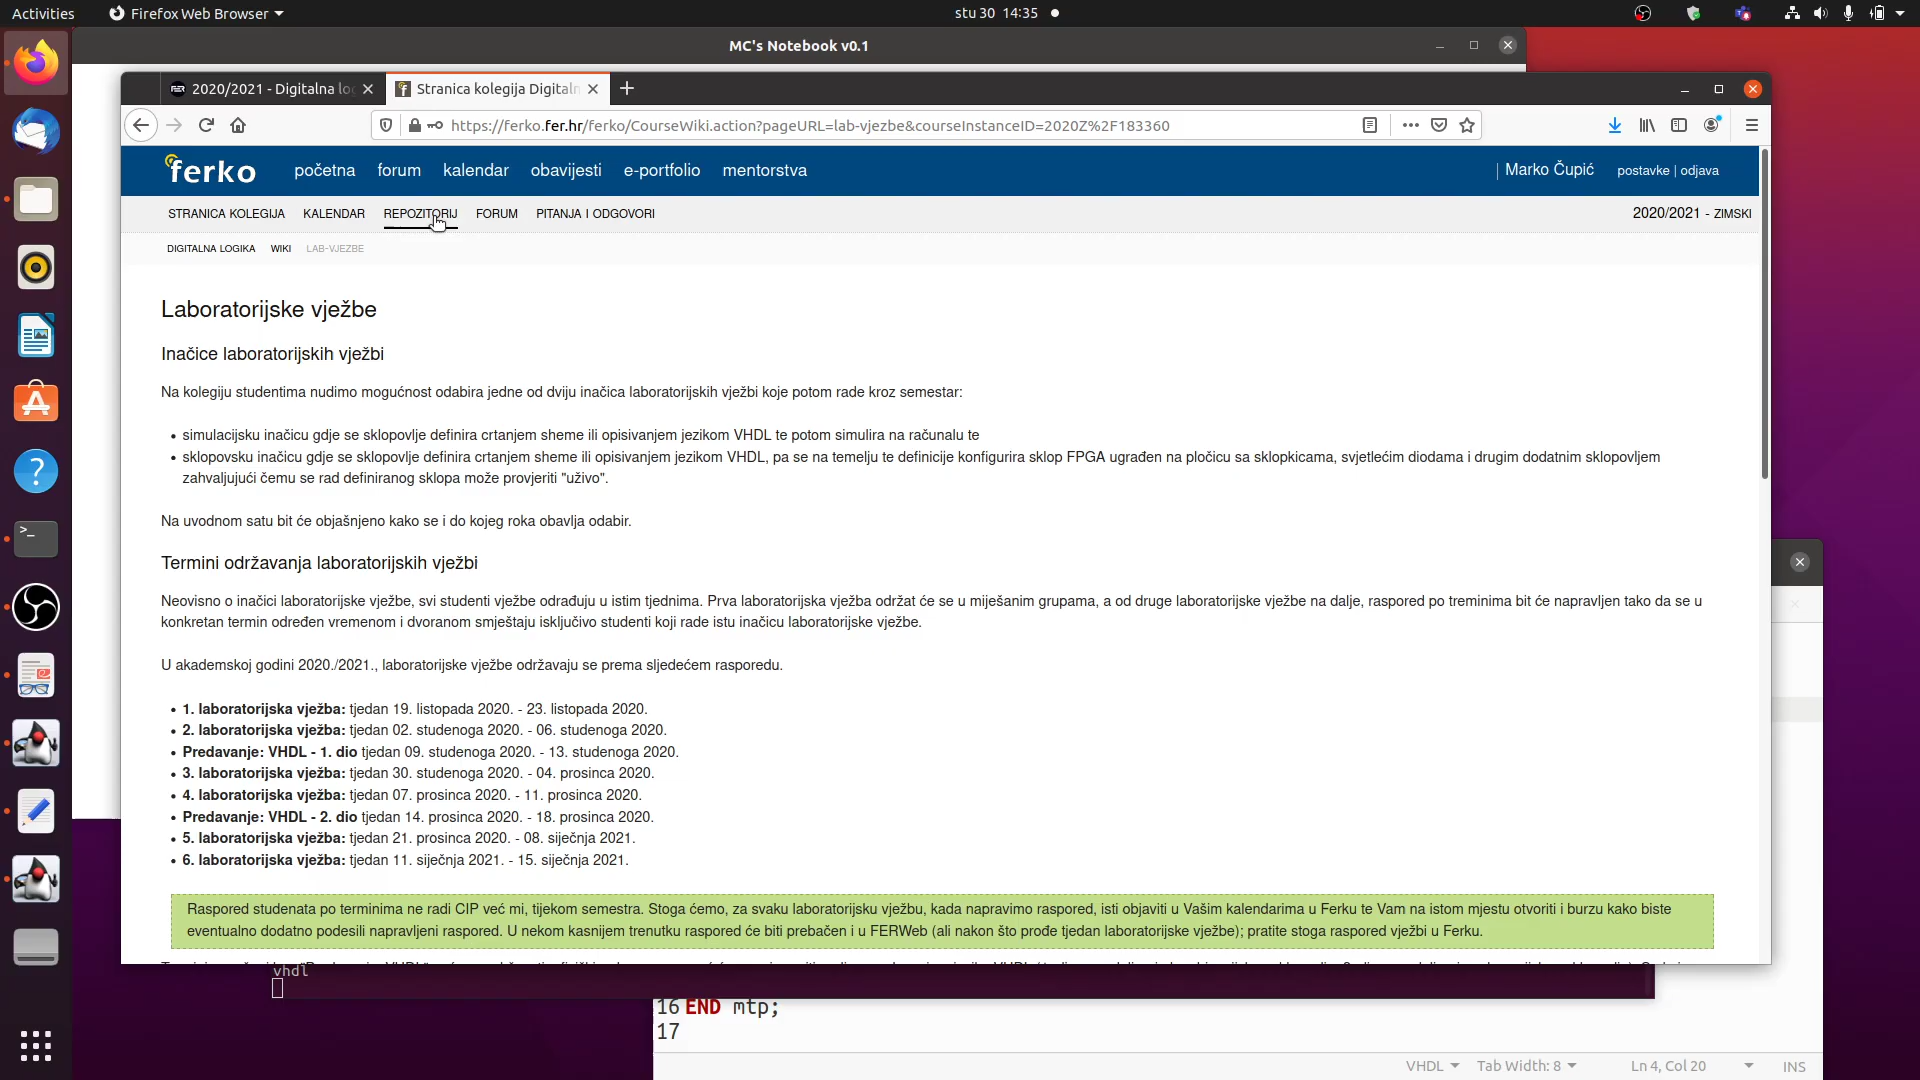 Activities
Firefox Web Browser
stu 30 14:35
MC's Notebook v0.1
2020/2021 - Digitalna lo
Stranica kolegija Digitaln
https://ferko.fer.hr/ferko/CourseWiki.action?pageURL=lab-vjezbe&courseInstanceID=2020Z%2F183360
ferko početna forum kalendar obavijesti e-portfolio mentorstva
Marko Čupić postavke | odjava
STRANICA KOLEGIJA KALENDAR REPOZITORIJ FORUM PITANJA I ODGOVORI
2020/2021 - ZIMSKI
DIGITALNA LOGIKA WIKI LAB-VJEZBE
Laboratorijske vježbe
Inačice laboratorijskih vježbi
Na kolegiju studentima nudimo mogućnost odabira jedne od dviju inačica laboratorijskih vježbi koje potom rade kroz semestar:
• simulacijsku inačicu gdje se sklopovlje definira crtanjem sheme ili opisivanjem jezikom VHDL te potom simulira na računalu te
• sklopovsku inačicu gdje se sklopovlje definira crtanjem sheme ili opisivanjem jezikom VHDL, pa se na temelju te definicije konfigurira sklop FPGA ugrađen na pločicu sa sklopkicama, svjetlećim diodama i drugim dodatnim sklopovljem
zahvaljujući čemu se rad definiranog sklopa može provjeriti "uživo".
Na uvodnom satu bit će objašnjeno kako se i do kojeg roka obavlja odabir.
Termini održavanja laboratorijskih vježbi
Neovisno o inačici laboratorijske vježbe, svi studenti vježbe odrađuju u istim tjednima. Prva laboratorijska vježba održat će se u miješanim grupama, a od druge laboratorijske vježbe na dalje, raspored po treminima bit će napravljen tako da se u
konkretan termin određen vremenom i dvoranom smještaju isključivo studenti koji rade istu inačicu laboratorijske vježbe.
U akademskoj godini 2020./2021., laboratorijske vježbe održavaju se prema sljedećem rasporedu.
• 1. laboratorijska vježba: tjedan 19. listopada 2020. - 23. listopada 2020.
• 2. laboratorijska vježba: tjedan 02. studenoga 2020. - 06. studenoga 2020.
• Predavanje: VHDL - 1. dio tjedan 09. studenoga 2020. - 13. studenoga 2020.
• 3. laboratorijska vježba: tjedan 30. studenoga 2020. - 04. prosinca 2020.
• 4. laboratorijska vježba: tjedan 07. prosinca 2020. - 11. prosinca 2020.
• Predavanje: VHDL - 2. dio tjedan 14. prosinca 2020. - 18. prosinca 2020.
• 5. laboratorijska vježba: tjedan 21. prosinca 2020. - 08. siječnja 2021.
• 6. laboratorijska vježba: tjedan 11. siječnja 2021. - 15. siječnja 2021.
Raspored studenata po terminima ne radi CIP već mi, tijekom semestra. Stoga ćemo, za svaku laboratorijsku vježbu, kada napravimo raspored, isti objaviti u Vašim kalendarima u Ferku te Vam na istom mjestu otvoriti i burzu kako biste
eventualno dodatno podesili napravljeni raspored. U nekom kasnijem trenutku raspored će biti prebačen i u FERWeb (ali nakon što prođe tjedan laboratorijske vježbe); pratite stoga raspored vježbi u Ferku.
vhdl
16 END mtp;
17
VHDL Tab Width: 8 Ln 4, Col 20 INS